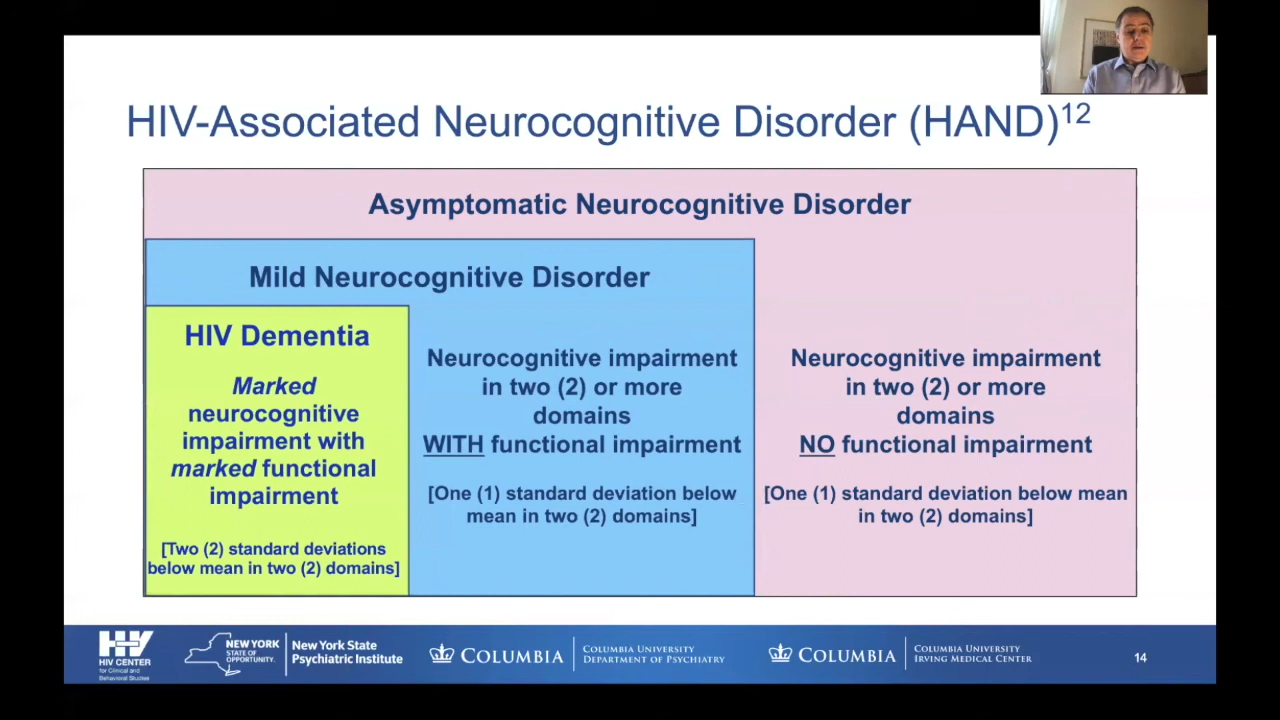 HIV-Associated Neurocognitive Disorder (HAND)12
Asymptomatic Neurocognitive Disorder
Mild Neurocognitive Disorder
HIV Dementia
Marked
neurocognitive
impairment with
marked functional
impairment
[Two (2) standard deviations
below mean in two (2) domains]
Neurocognitive impairment
in two (2) or more
domains
WITH functional impairment
[One (1) standard deviation below
mean in two (2) domains]
Neurocognitive impairment
in two (2) or more
domains
NO functional impairment
[One (1) standard deviation below mean
in two (2) domains]
HIV
HIV CENTER
for Clinical and
Behavioral Studies
NEW YORK
STATE OF
OPPORTUNITY.
New York State
Psychiatric Institute
COLUMBIA
COLUMBIA UNIVERSITY
DEPARTMENT OF PSYCHIATRY
COLUMBIA
COLUMBIA UNIVERSITY
IRVING MEDICAL CENTER
14